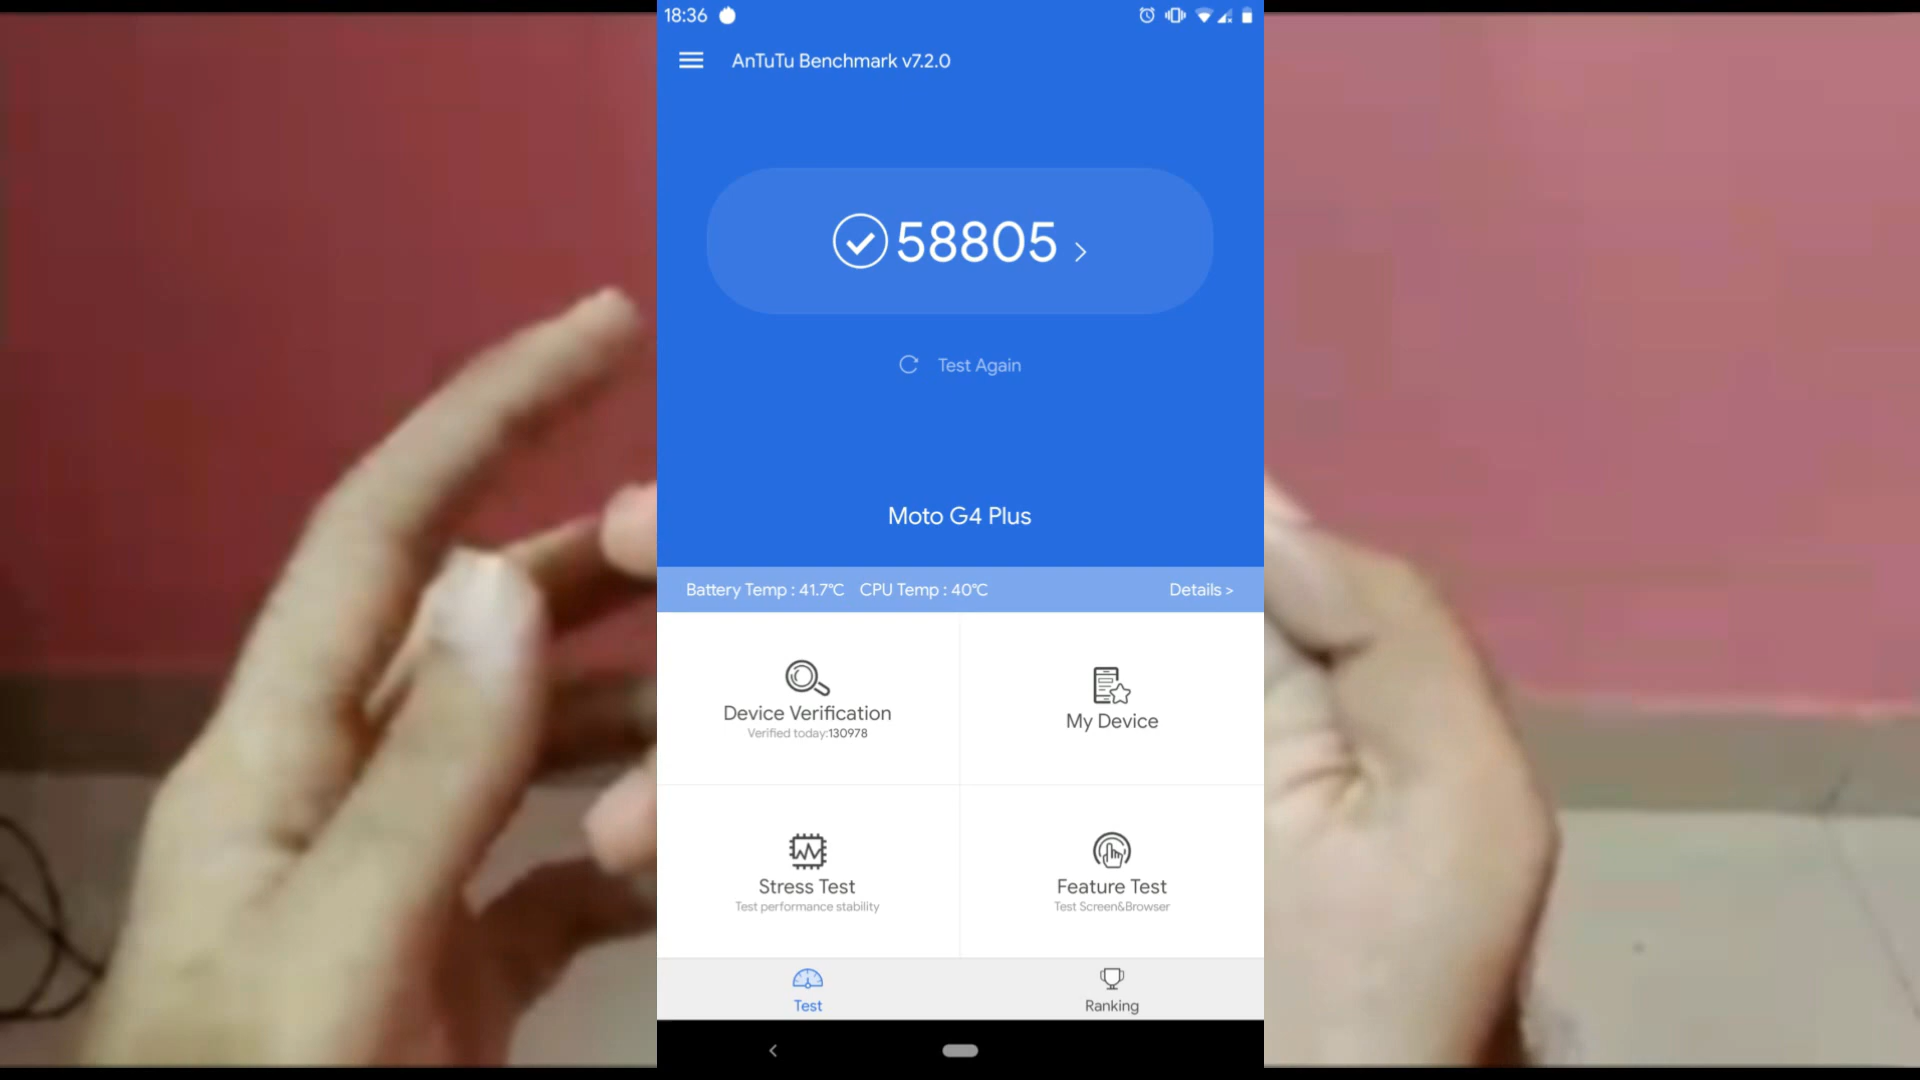 18:36
AnTuTu Benchmark v7.2.0
58805 >
Test Again
Moto G4 Plus
Battery Temp : 41.7℃ CPU Temp : 40℃ Details >
Device Verification
Verified today:130978
My Device
Stress Test
Test performance stability
Feature Test
Test Screen&Browser
Test
Ranking